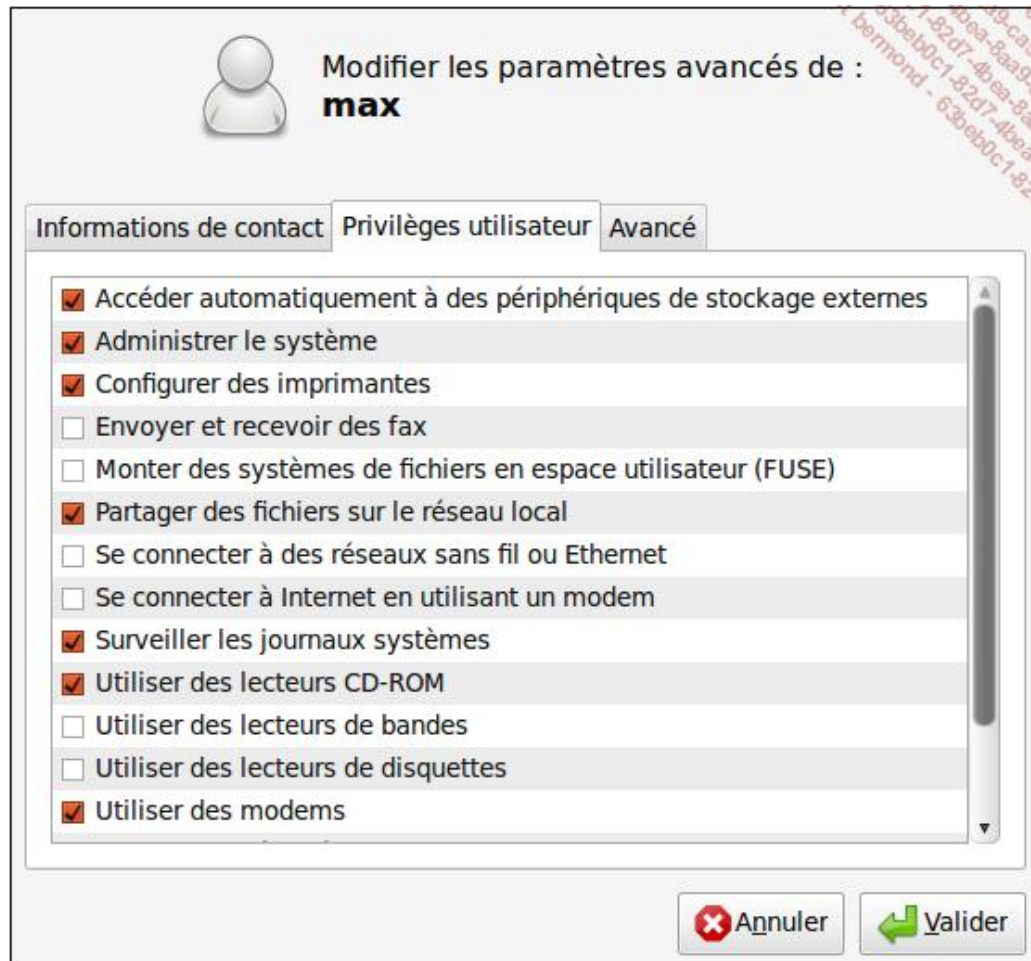 Modifier les paramètres avancés de :
max
Informations de contact
Privilèges utilisateur
Avancé
Accéder automatiquement à des périphériques de stockage externes
Administrer le système
Configurer des imprimantes
Envoyer et recevoir des fax
Monter des systèmes de fichiers en espace utilisateur (FUSE)
Partager des fichiers sur le réseau local
Se connecter à des réseaux sans fil ou Ethernet
Se connecter à Internet en utilisant un modem
Surveiller les journaux systèmes
Utiliser des lecteurs CD-ROM
Utiliser des lecteurs de bandes
Utiliser des lecteurs de disquettes
Utiliser des modems
Annuler
Valider
bermond - 63beb0c1-82